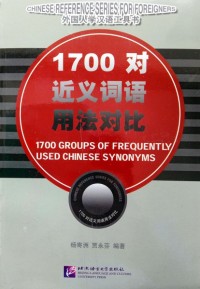 CHINESE REFERENCE SERIES FOR FOREIGNERS
外国人学汉语工具书
1700 对
近义词语
用法对比
1700 GROUPS OF FREQUENTLY
USED CHINESE SYNONYMS
杨寄洲 贾永芬 编著
北京语言大学出版社